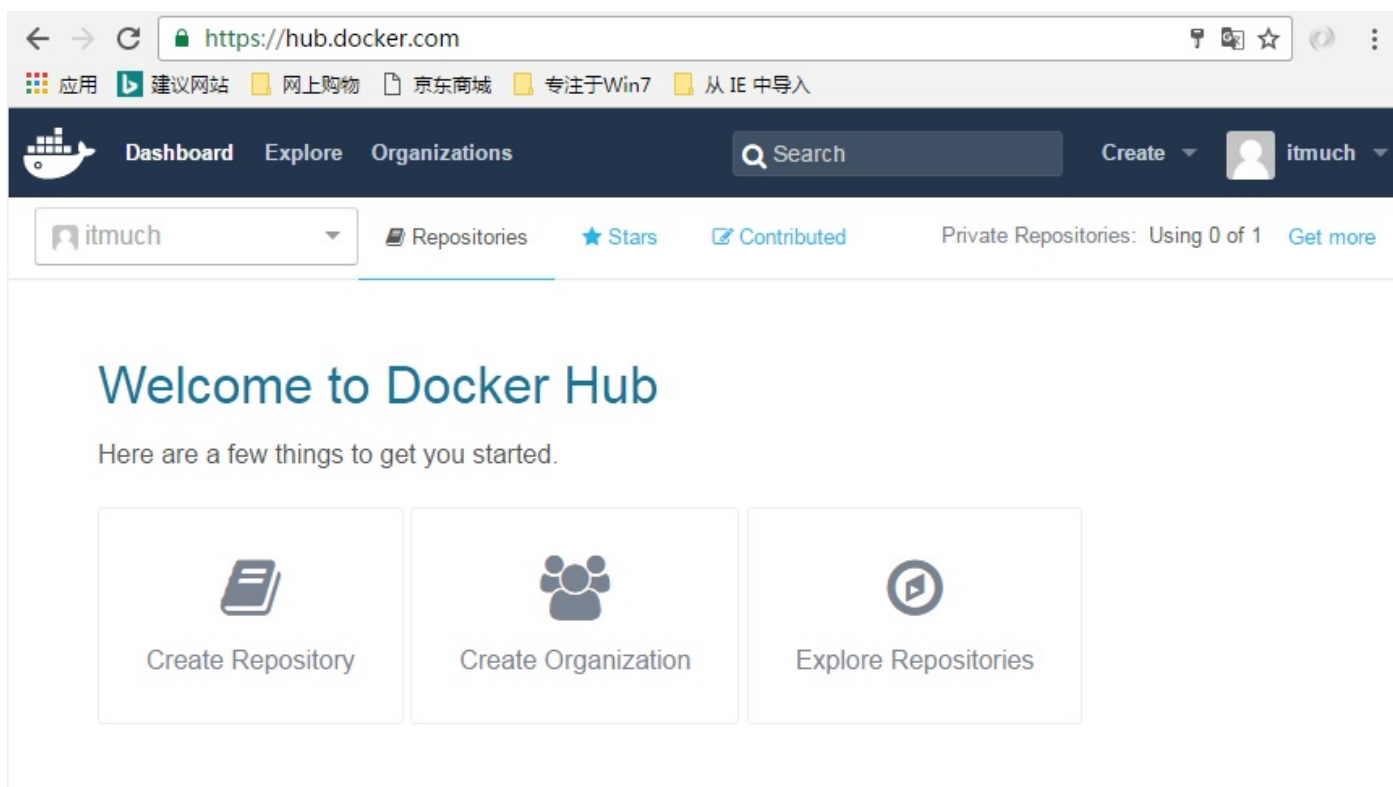 https://hub.docker.com
应用 建议网站 网上购物 京东商城 专注于Win7 从 IE 中导入
Dashboard Explore Organizations Search Create itmuch
itmuch Repositories Stars Contributed Private Repositories: Using 0 of 1 Get more
Welcome to Docker Hub
Here are a few things to get you started.
Create Repository Create Organization Explore Repositories